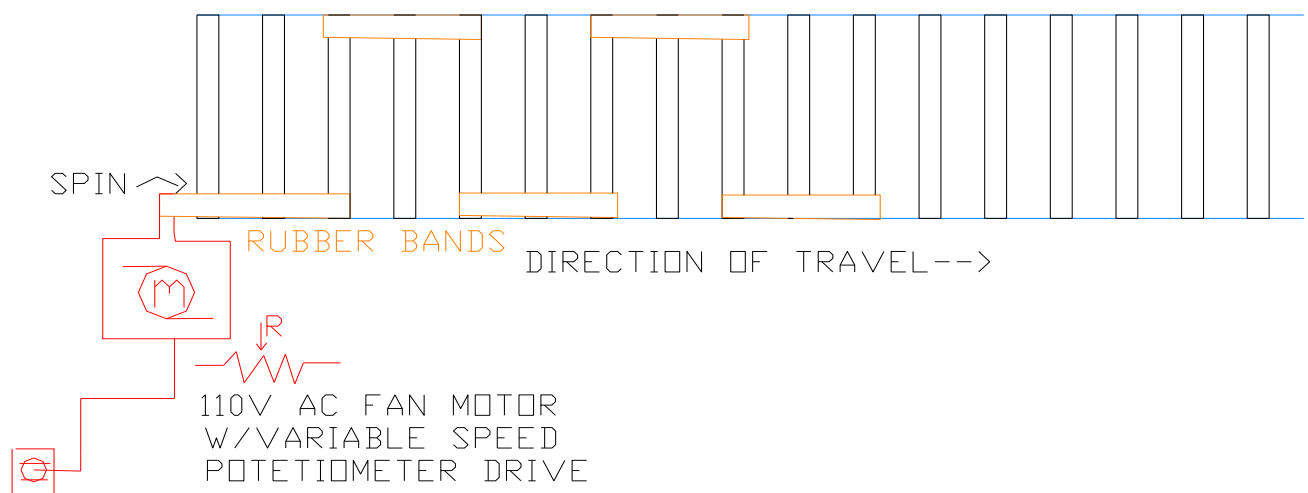 SPIN
RUBBER BANDS
DIRECTION OF TRAVEL-->
M
R
110V AC FAN MOTOR
W/VARIABLE SPEED
POTETIOMETER DRIVE